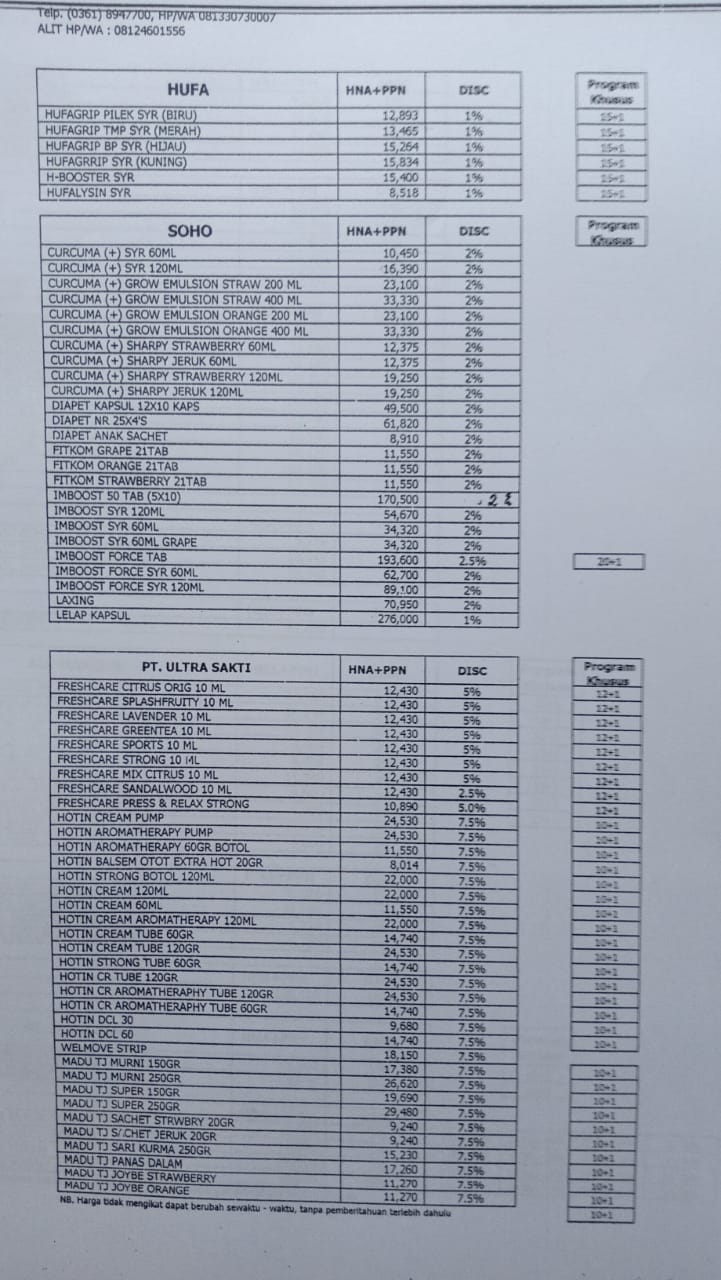 Telp. (0361) 8947700, HP/WA 081330730007
ALIT HP/WA : 08124601556
HUFA HNA+PPN DISC Program Khusus
HUFAGRIP PILEK SYR (BIRU) 12,893 1% 25+1
HUFAGRIP TMP SYR (MERAH) 13,465 1% 25+1
HUFAGRIP BP SYR (HIJAU) 15,264 1% 25+1
HUFAGRRIP SYR (KUNING) 15,834 1% 25+1
H-BOOSTER SYR 15,400 1% 25+1
HUFALYSIN SYR 8,518 1% 25+1
SOHO HNA+PPN DISC Program Khusus
CURCUMA (+) SYR 60ML 10,450 2%
CURCUMA (+) SYR 120ML 16,390 2%
CURCUMA (+) GROW EMULSION STRAW 200 ML 23,100 2%
CURCUMA (+) GROW EMULSION STRAW 400 ML 33,330 2%
CURCUMA (+) GROW EMULSION ORANGE 200 ML 23,100 2%
CURCUMA (+) GROW EMULSION ORANGE 400 ML 33,330 2%
CURCUMA (+) SHARPY STRAWBERRY 60ML 12,375 2%
CURCUMA (+) SHARPY JERUK 60ML 12,375 2%
CURCUMA (+) SHARPY STRAWBERRY 120ML 19,250 2%
CURCUMA (+) SHARPY JERUK 120ML 19,250 2%
DIAPET KAPSUL 12X10 KAPS 49,500 2%
DIAPET NR 25X4'S 61,820 2%
DIAPET ANAK SACHET 8,910 2%
FITKOM GRAPE 21TAB 11,550 2%
FITKOM ORANGE 21TAB 11,550 2%
FITKOM STRAWBERRY 21TAB 11,550 2%
IMBOOST 50 TAB (5X10) 170,500 2
IMBOOST SYR 120ML 54,670 2%
IMBOOST SYR 60ML 34,320 2%
IMBOOST SYR 60ML GRAPE 34,320 2%
IMBOOST FORCE TAB 193,600 2.5% 20+1
IMBOOST FORCE SYR 60ML 62,700 2%
IMBOOST FORCE SYR 120ML 89,100 2%
LAXING 70,950 2%
LELAP KAPSUL 276,000 1%
PT. ULTRA SAKTI HNA+PPN DISC Program Khusus
FRESHCARE CITRUS ORIG 10 ML 12,430 5% 12+1
FRESHCARE SPLASHFRUITY 10 ML 12,430 5% 12+1
FRESHCARE LAVENDER 10 ML 12,430 5% 12+1
FRESHCARE GREENTEA 10 ML 12,430 5% 12+1
FRESHCARE SPORTS 10 ML 12,430 5% 12+1
FRESHCARE STRONG 10 ML 12,430 5% 12+1
FRESHCARE MIX CITRUS 10 ML 12,430 5% 12+1
FRESHCARE SANDALWOOD 10 ML 12,430 2.5% 12+1
FRESHCARE PRESS & RELAX STRONG 10,890 5.0% 12+1
HOTIN CREAM PUMP 24,530 7.5% 10+1
HOTIN AROMATHERAPY PUMP 24,530 7.5% 10+1
HOTIN AROMATHERAPY 60GR BOTOL 11,550 7.5% 10+1
HOTIN BALSEM OTOT EXTRA HOT 20GR 8,014 7.5% 10+1
HOTIN STRONG BOTOL 120ML 22,000 7.5% 10+1
HOTIN CREAM 120ML 22,000 7.5% 10+1
HOTIN CREAM 60ML 11,550 7.5% 10+1
HOTIN CREAM AROMATHERAPY 120ML 22,000 7.5% 10+1
HOTIN CREAM TUBE 60GR 14,740 7.5% 10+1
HOTIN CREAM TUBE 120GR 24,530 7.5% 10+1
HOTIN STRONG TUBE 60GR 14,740 7.5% 10+1
HOTIN CR TUBE 120GR 24,530 7.5% 10+1
HOTIN CR AROMATHERAPHY TUBE 120GR 24,530 7.5% 10+1
HOTIN CR AROMATHERAPHY TUBE 60GR 14,740 7.5% 10+1
HOTIN DCL 30 9,680 7.5% 10+1
HOTIN DCL 60 14,740 7.5% 10+1
WELMOVE STRIP 18,150 7.5%
MADU TJ MURNI 150GR 17,380 7.5% 10+1
MADU TJ MURNI 250GR 26,620 7.5% 10+1
MADU TJ SUPER 150GR 19,690 7.5% 10+1
MADU TJ SUPER 250GR 29,480 7.5% 10+1
MADU TJ SACHET STRWBRY 20GR 9,240 7.5% 10+1
MADU TJ SACHET JERUK 20GR 9,240 7.5% 10+1
MADU TJ SARI KURMA 250GR 15,230 7.5% 10+1
MADU TJ PANAS DALAM 17,260 7.5% 10+1
MADU TJ JOYBE STRAWBERRY 11,270 7.5% 10+1
MADU TJ JOYBE ORANGE 11,270 7.5% 10+1
NB. Harga tidak mengikat dapat berubah sewaktu - waktu, tanpa pemberitahuan terlebih dahulu